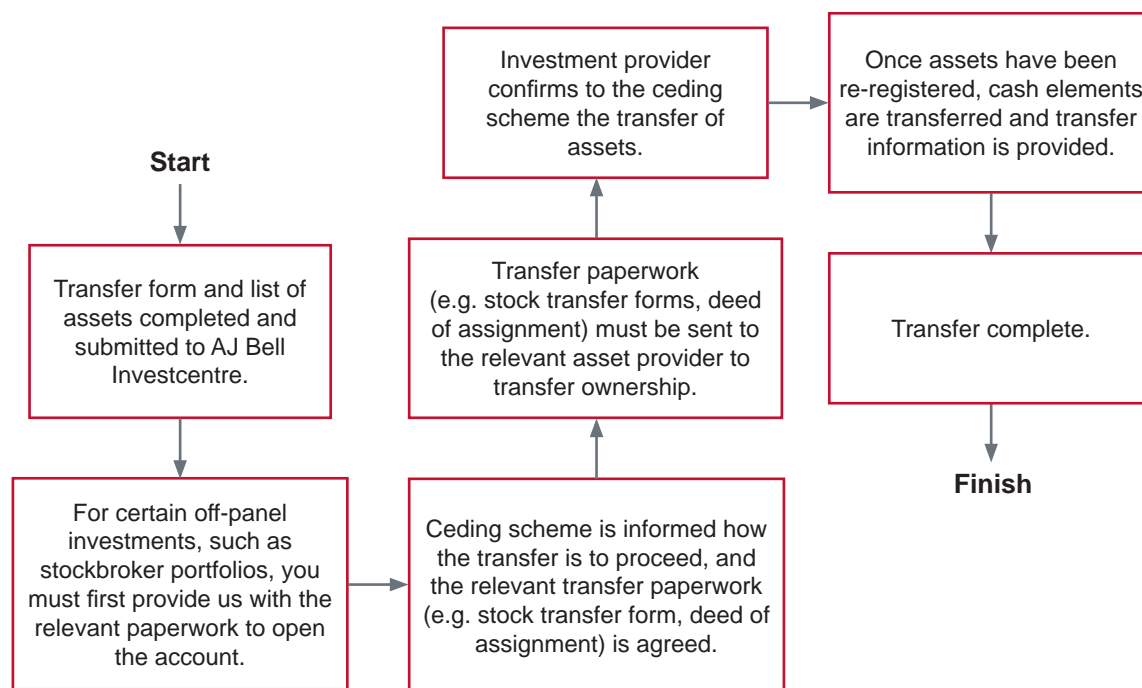 Start
Transfer form and list of
assets completed and
submitted to AJ Bell
Investcentre.
For certain off-panel
investments, such as
stockbroker portfolios, you
must first provide us with the
relevant paperwork to open
the account.
Ceding scheme is informed how
the transfer is to proceed, and
the relevant transfer paperwork
(e.g. stock transfer form, deed of
assignment) is agreed.
Transfer paperwork
(e.g. stock transfer forms, deed
of assignment) must be sent to
the relevant asset provider to
transfer ownership.
Investment provider
confirms to the ceding
scheme the transfer of
assets.
Once assets have been
re-registered, cash elements
are transferred and transfer
information is provided.
Transfer complete.
Finish